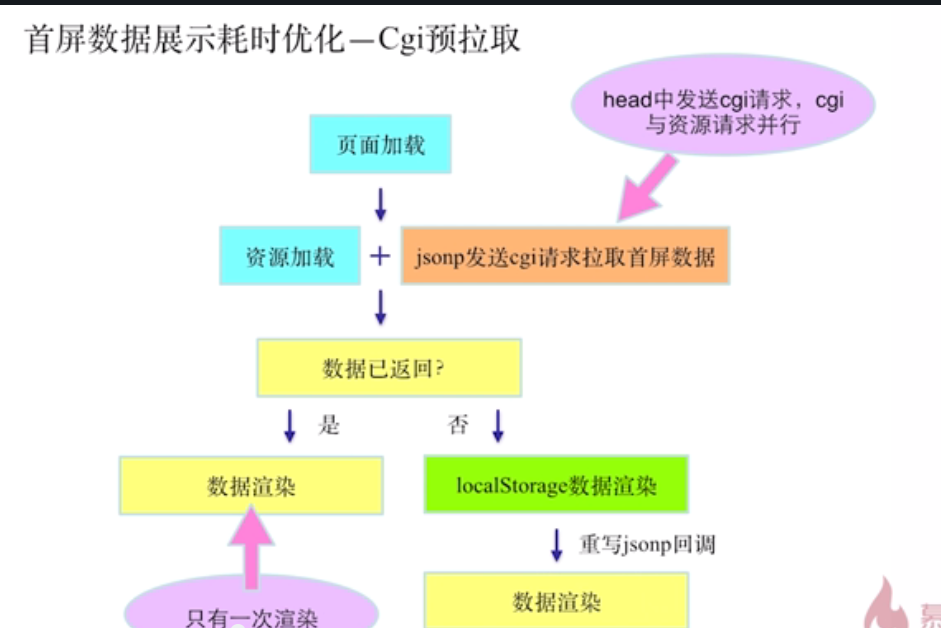 首屏数据展示耗时优化—Cgi预拉取
head中发送cgi请求，cgi
与资源请求并行
页面加载
资源加载 + jsonp发送cgi请求拉取首屏数据
数据已返回?
是 否
数据渲染 localStorage数据渲染
重写jsonp回调
数据渲染
只有一次渲染